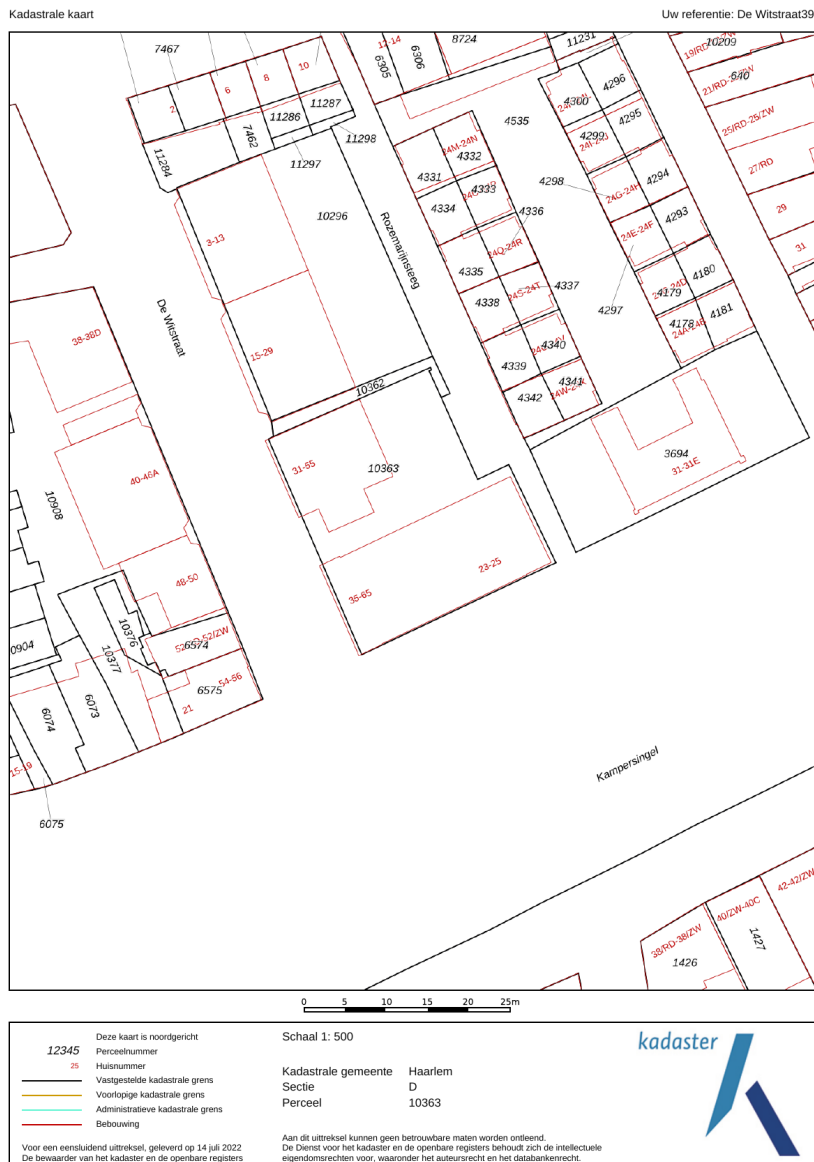 Kadastrale kaart
Uw referentie: De Witstraat39
7467
12-14
6305
6306
8724
11231
10209
19/RD-
640
21/RD-
2
6
8
10
11286
11287
7462
11284
11298
11297
4300
4296
4299
4295
25/RD-25/ZW
27/RD
29
31
4535
24M-24N
4332
4331
4333
4334
4298
24G-24H
4294
4293
24E-24F
4336
10296
Rozemarijnsteeg
24Q-24R
4335
4338
24S-24T
4337
4297
4180
4179
4178
4181
3-13
De Witstraat
38-38D
15-29
4340
4339
4341
4342
10362
3694
31-31E
31-65
10363
40-46A
10908
23-25
35-65
48-50
10376
10377
6574
6575
54-66
21
0904
6074
6073
15-19
6075
Kampersingel
42-42/ZW
40/ZW-40C
38/RD-38/ZW
1426
1427
0 5 10 15 20 25m
Deze kaart is noordgericht
12345 Perceelnummer
25 Huisnummer
Vastgestelde kadastrale grens
Voorlopige kadastrale grens
Administratieve kadastrale grens
Bebouwing
Voor een eensluidend uittreksel, geleverd op 14 juli 2022
De bewaarder van het kadaster en de openbare registers
Schaal 1: 500
Kadastrale gemeente Haarlem
Sectie D
Perceel 10363
Aan dit uittreksel kunnen geen betrouwbare maten worden ontleend.
De Dienst voor het kadaster en de openbare registers behoudt zich de intellectuele
eigendomsrechten voor, waaronder het auteursrecht en het databankenrecht.
kadaster